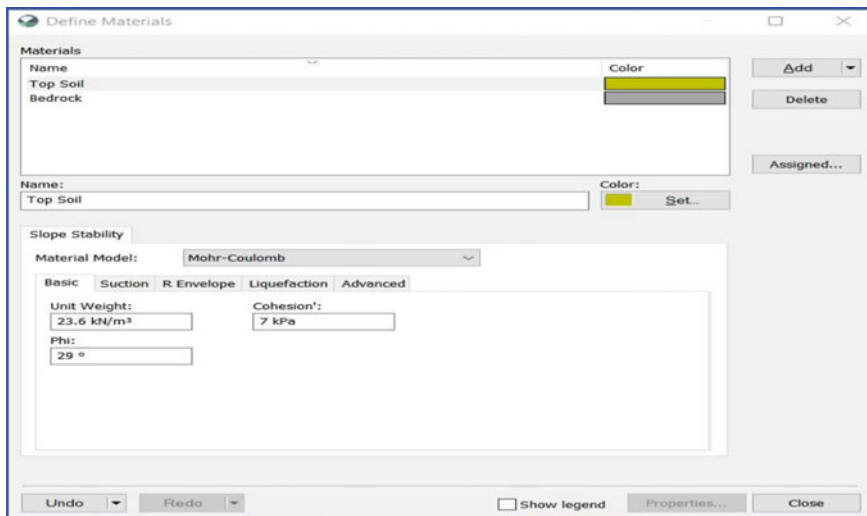 Define Materials
Materials
Name Color
Top Soil
Bedrock
Add
Delete
Assigned...
Name: Color:
Top Soil Set...
Slope Stability
Material Model: Mohr-Coulomb
Basic Suction R Envelope Liquefaction Advanced
Unit Weight: Cohesion':
23.6 kN/m³ 7 kPa
Phi:
29 º
Undo Redo Show legend Properties... Close